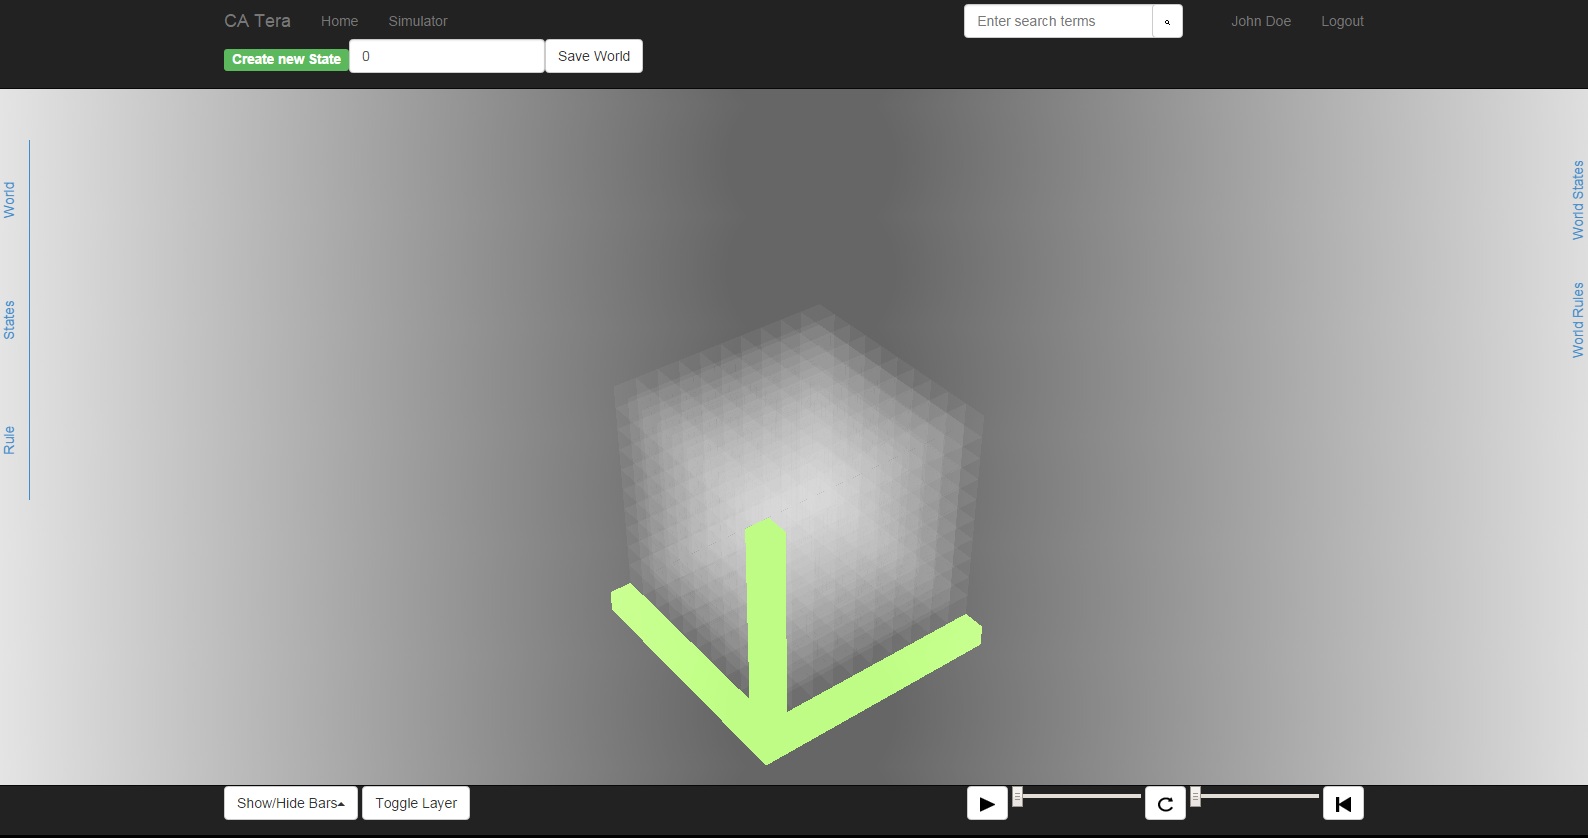 CA Tera Home Simulator Enter search terms John Doe Logout
Create new State 0 Save World
World
States
Rule
World States
World Rules
Show/Hide Bars Toggle Layer